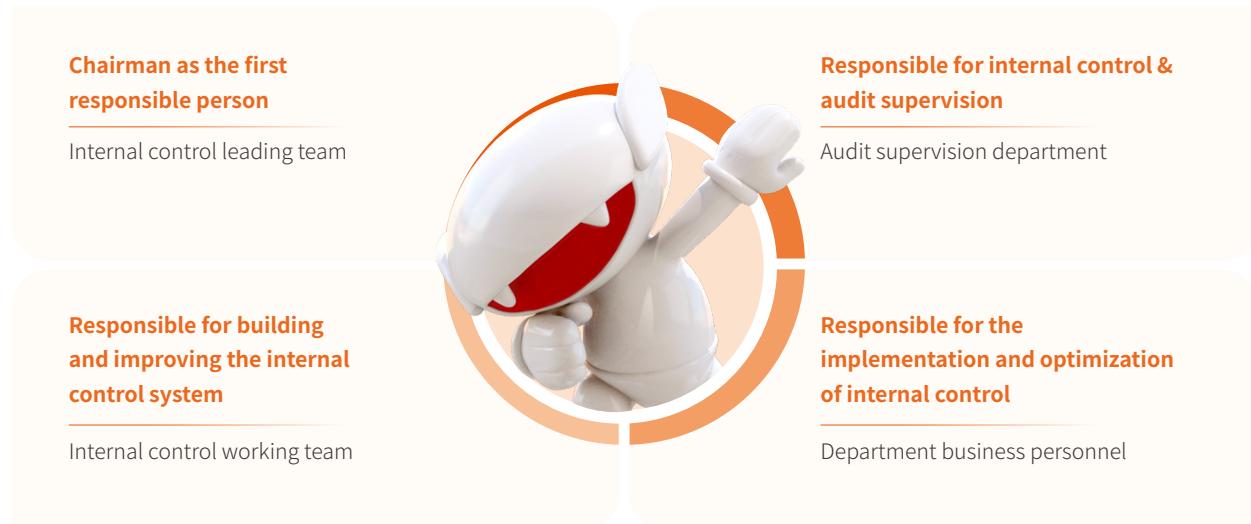 Chairman as the first
responsible person
Internal control leading team
Responsible for internal control &
audit supervision
Audit supervision department
Responsible for building
and improving the internal
control system
Internal control working team
Responsible for the
implementation and optimization
of internal control
Department business personnel